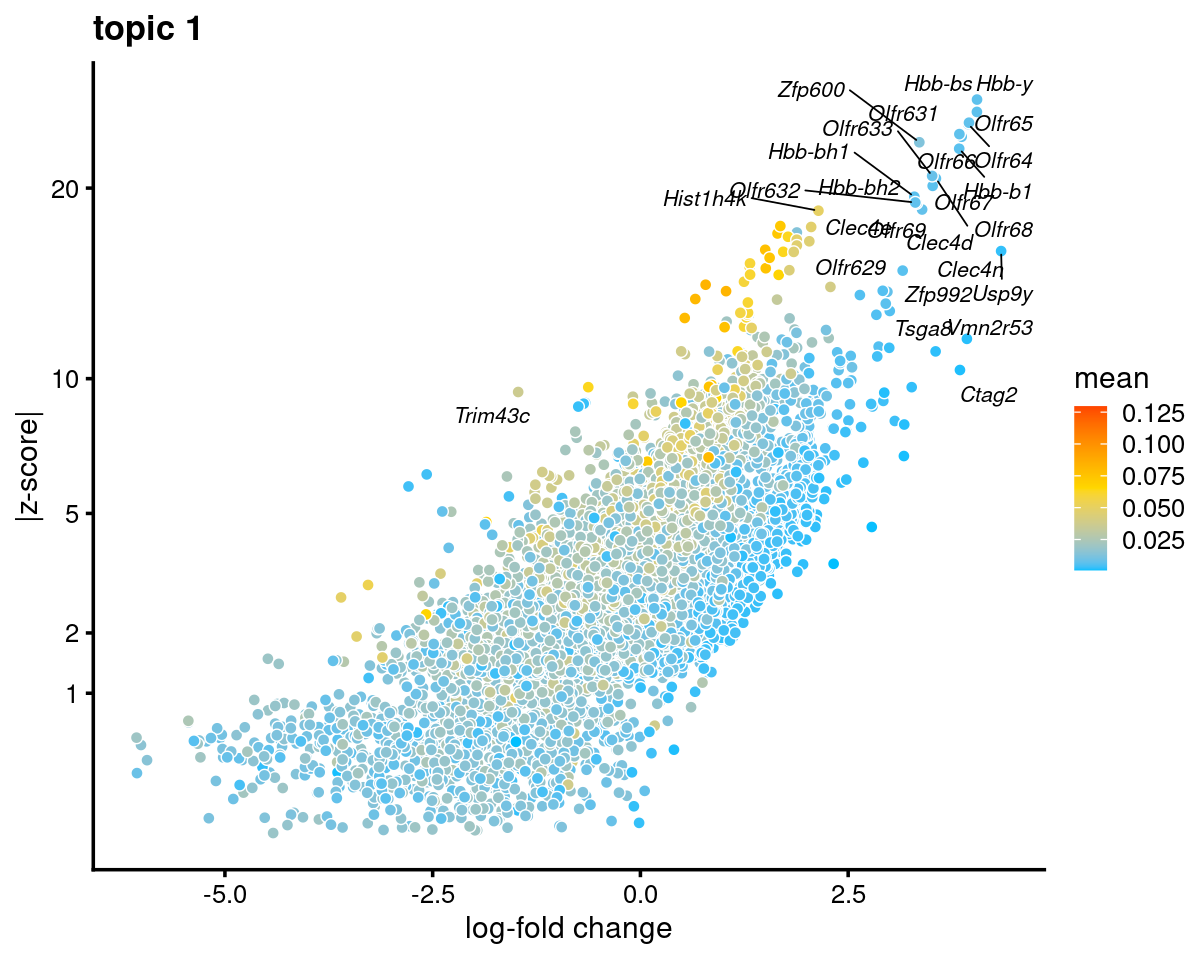 topic 1
Zfp600
Hbb-bs
Hbb-y
Olfr631
Olfr633
Olfr65
Hbb-bh1
Olfr66
Olfr64
Olfr632
Hbb-bh2
Hbb-b1
Hist1h4k
Olfr67
Clec4e
Olfr69
Olfr68
Clec4d
Olfr629
Clec4n
Zfp992
Usp9y
Tsga8
Vmn2r53
Ctag2
Trim43c
|z-score|
20
10
5
2
1
-5.0
-2.5
0.0
2.5
log-fold change
mean
0.125
0.100
0.075
0.050
0.025